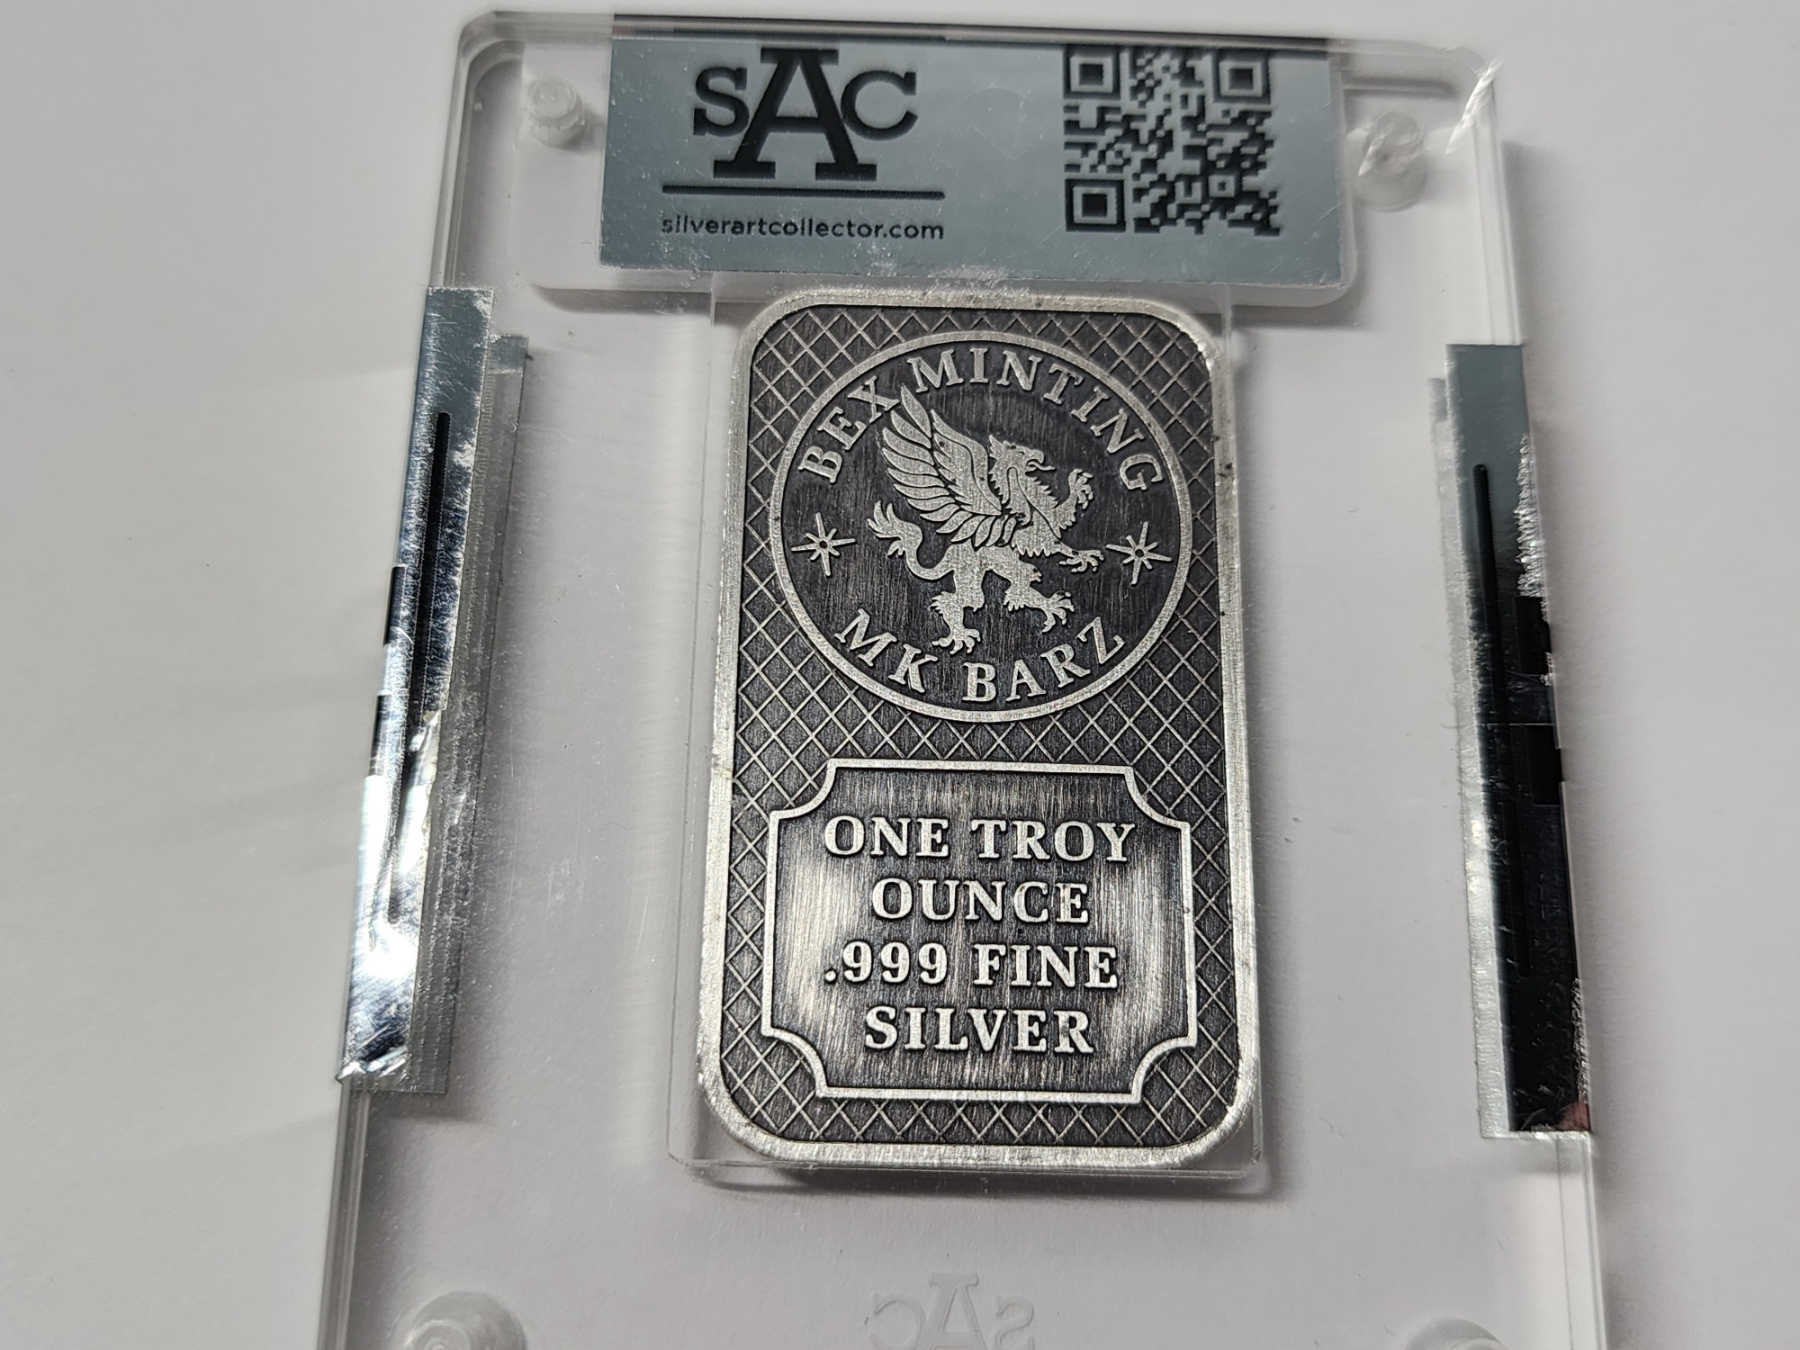 SAC
silverartcollector.com
BEX MINTING
MK BARZ
ONE TROY
OUNCE
.999 FINE
SILVER
SAC